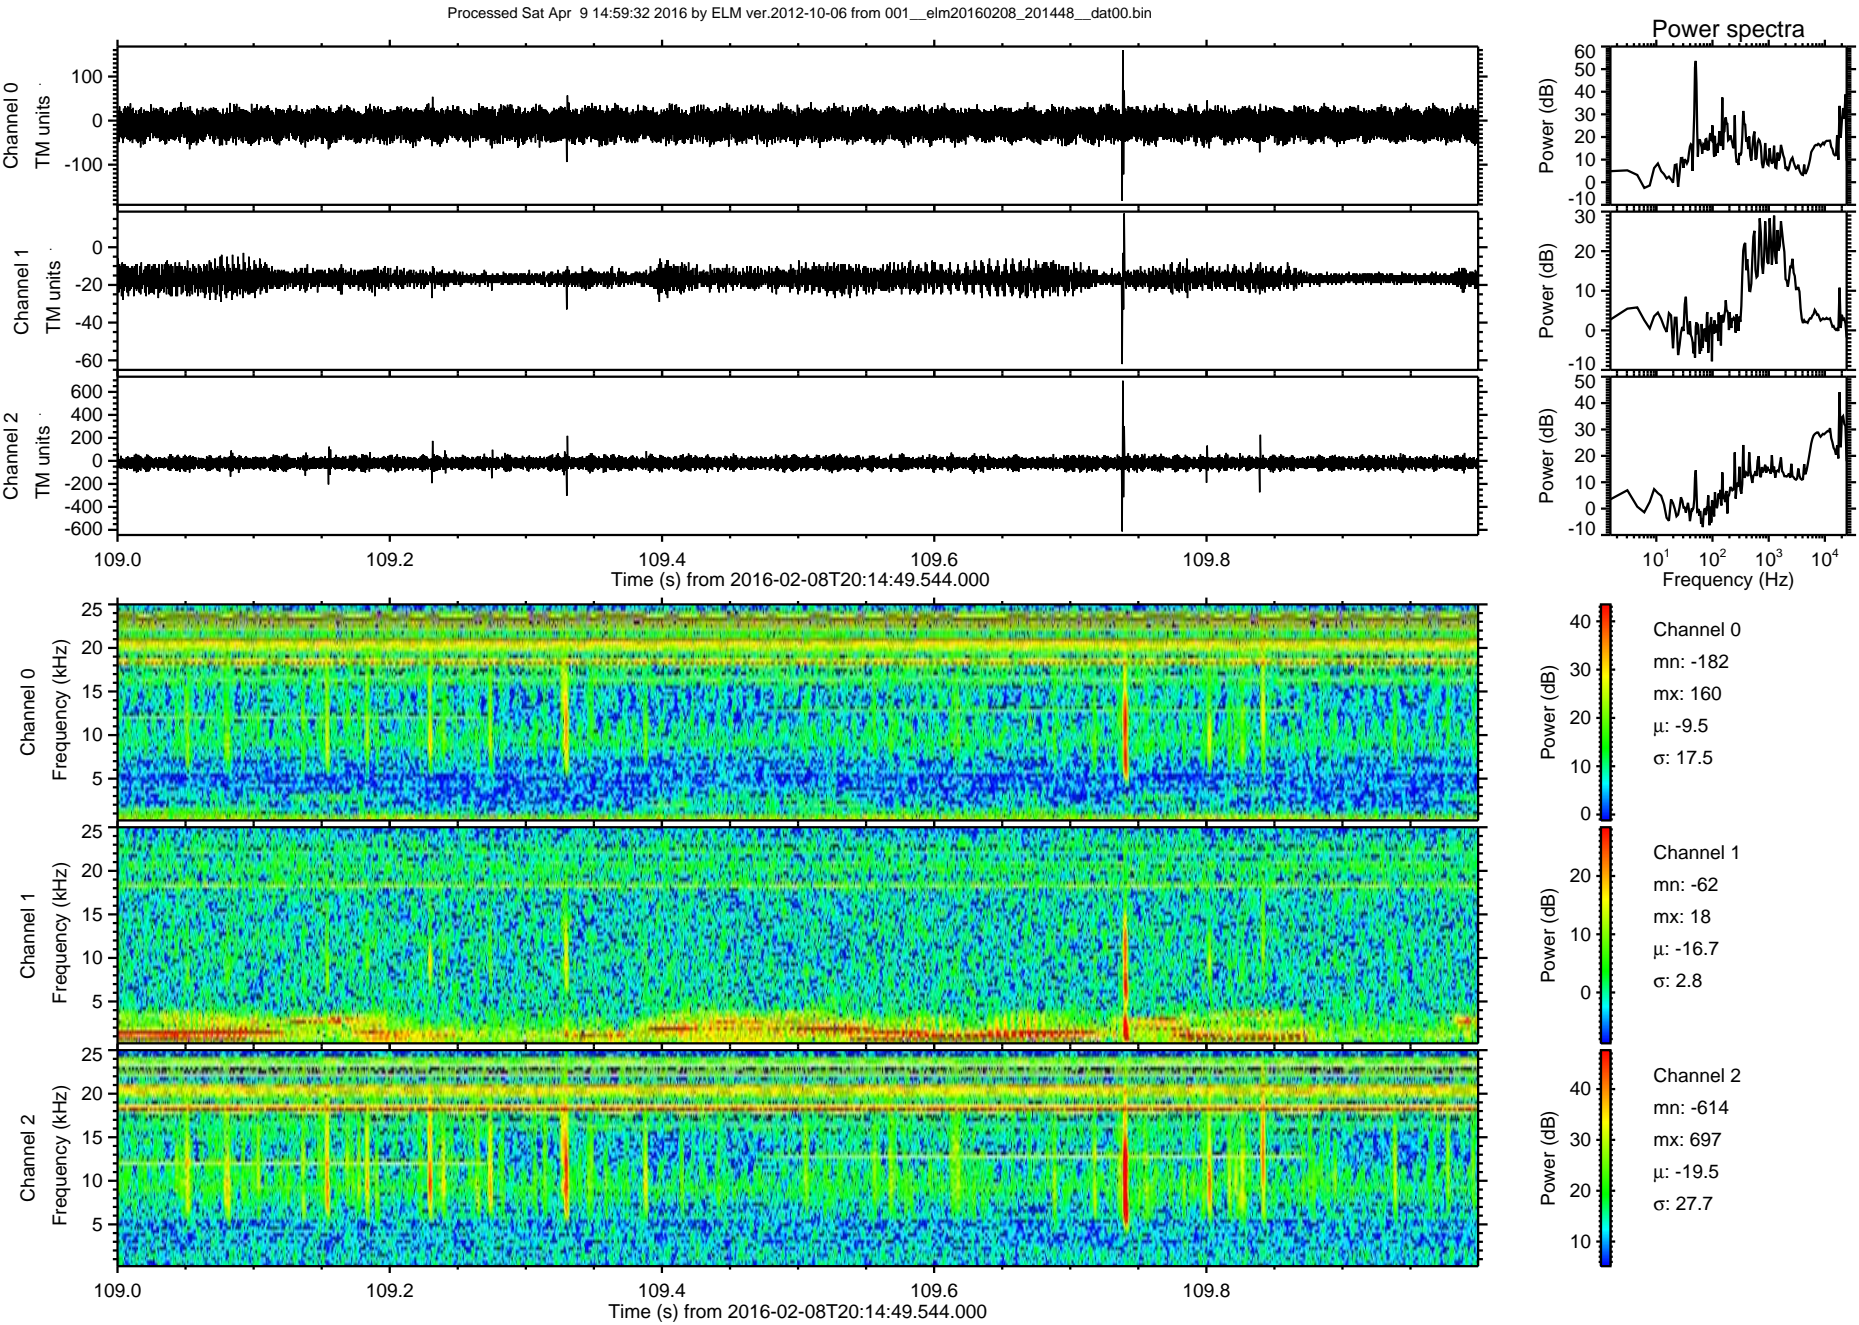 Processed Sat Apr  9 14:59:32 2016 by ELM ver.2012-10-06 from 001__elm20160208_201448__dat00.bin
Power spectra
Channel 0
TM units
100
0
-100
Power (dB)
60
50
40
30
20
10
0
-10
Channel 1
TM units
0
-20
-40
-60
Power (dB)
30
20
10
0
-10
Channel 2
TM units
600
400
200
0
-200
-400
-600
Power (dB)
50
40
30
20
10
0
-10
109.0 109.2 109.4 109.6 109.8
Time (s) from 2016-02-08T20:14:49.544.000
10^1 10^2 10^3 10^4
Frequency (Hz)
Channel 0
Frequency (kHz)
25
20
15
10
5
Power (dB)
40
30
20
10
0
Channel 0
mn: -182
mx: 160
μ: -9.5
σ: 17.5
Channel 1
Frequency (kHz)
25
20
15
10
5
Power (dB)
20
10
0
Channel 1
mn: -62
mx: 18
μ: -16.7
σ: 2.8
Channel 2
Frequency (kHz)
25
20
15
10
5
Power (dB)
40
30
20
10
Channel 2
mn: -614
mx: 697
μ: -19.5
σ: 27.7
109.0 109.2 109.4 109.6 109.8
Time (s) from 2016-02-08T20:14:49.544.000